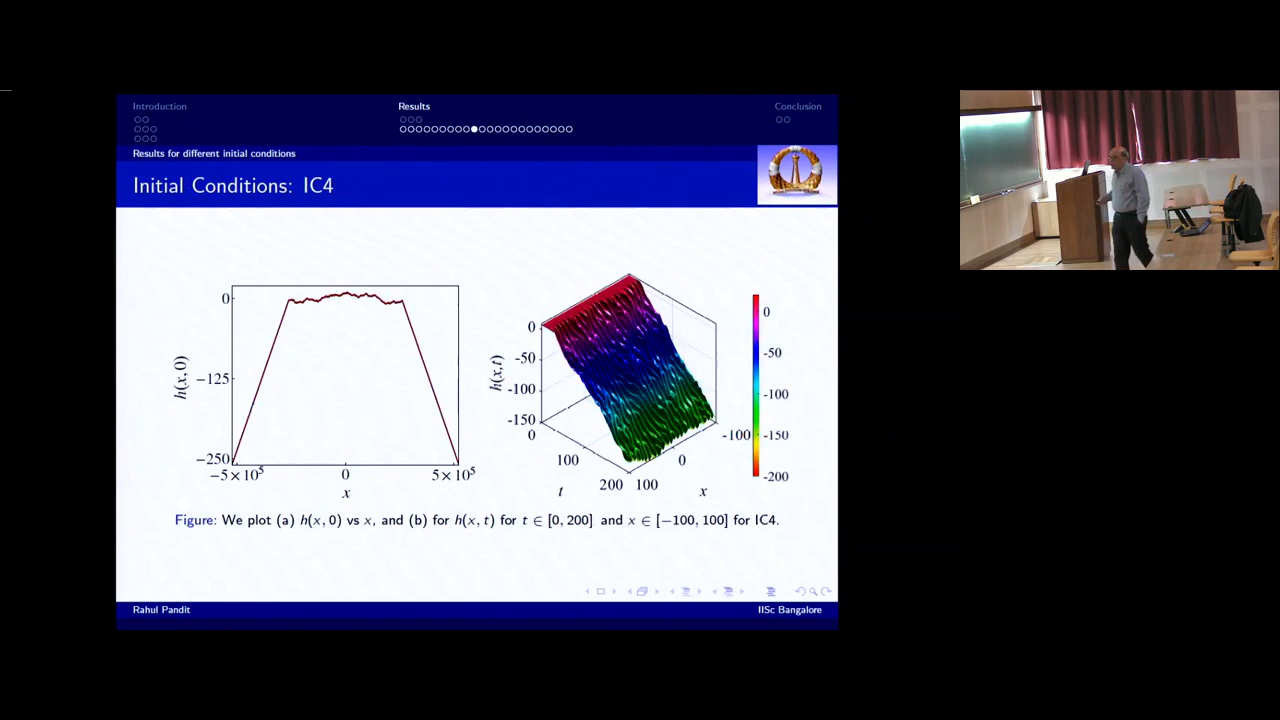 Introduction Results Conclusion
Results for different initial conditions
Initial Conditions: IC4
h(x,0)
0
−125
−250
−5×10⁵ 0 5×10⁵
x
h(x,t)
0
-50
-100
-150
0 100 200
t
100 0 -100
x
0
-50
-100
-150
-200
Figure: We plot (a) h(x, 0) vs x, and (b) for h(x, t) for t ∈ [0, 200] and x ∈ [−100, 100] for IC4.
Rahul Pandit IISc Bangalore